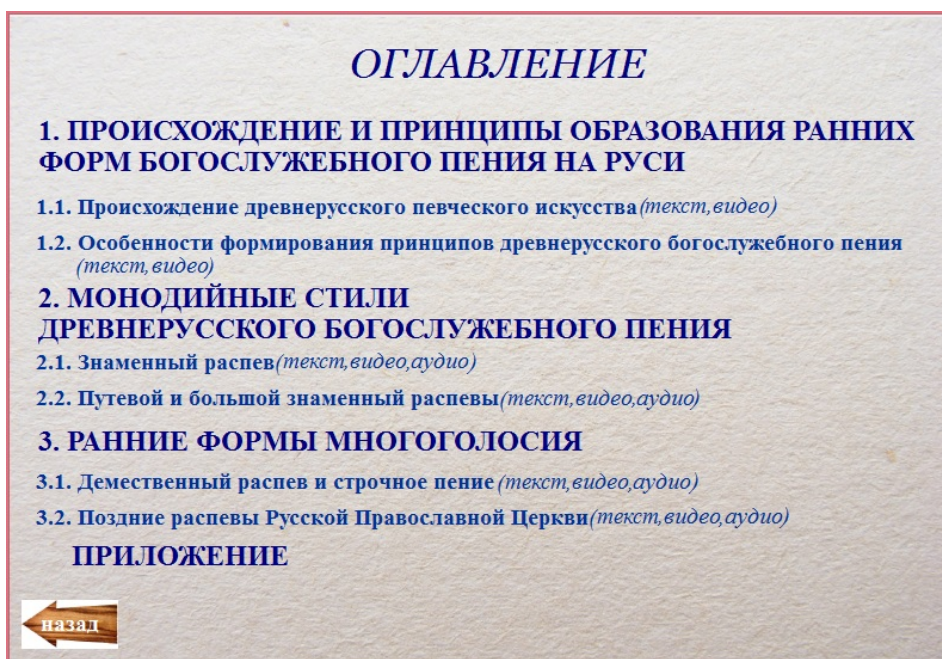 ОГЛАВЛЕНИЕ
1. ПРОИСХОЖДЕНИЕ И ПРИНЦИПЫ ОБРАЗОВАНИЯ РАННИХ
ФОРМ БОГОСЛУЖЕБНОГО ПЕНИЯ НА РУСИ
1.1. Происхождение древнерусского певческого искусства(текст,видео)
1.2. Особенности формирования принципов древнерусского богослужебного пения
(текст,видео)
2. МОНОДИЙНЫЕ СТИЛИ
ДРЕВНЕРУССКОГО БОГОСЛУЖЕБНОГО ПЕНИЯ
2.1. Знаменный распев(текст,видео,аудио)
2.2. Путевой и большой знаменный распевы(текст,видео,аудио)
3. РАННИЕ ФОРМЫ МНОГОГОЛОСИЯ
3.1. Демественный распев и строчное пение(текст,видео,аудио)
3.2. Поздние распевы Русской Православной Церкви(текст,видео,аудио)
ПРИЛОЖЕНИЕ
назад